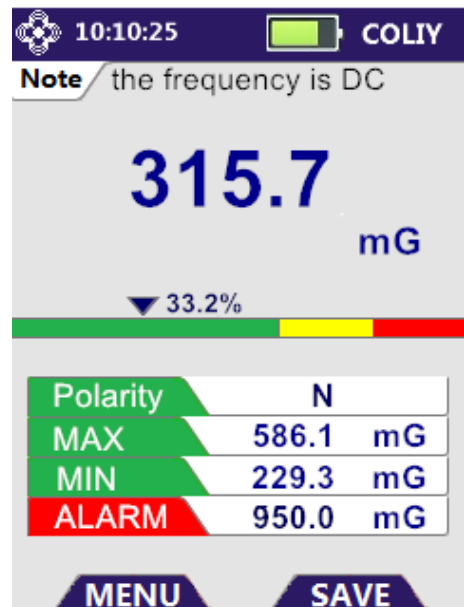 10:10:25 COLIY
Note the frequency is DC
315.7
mG
33.2%
Polarity N
MAX 586.1 mG
MIN 229.3 mG
ALARM 950.0 mG
MENU SAVE